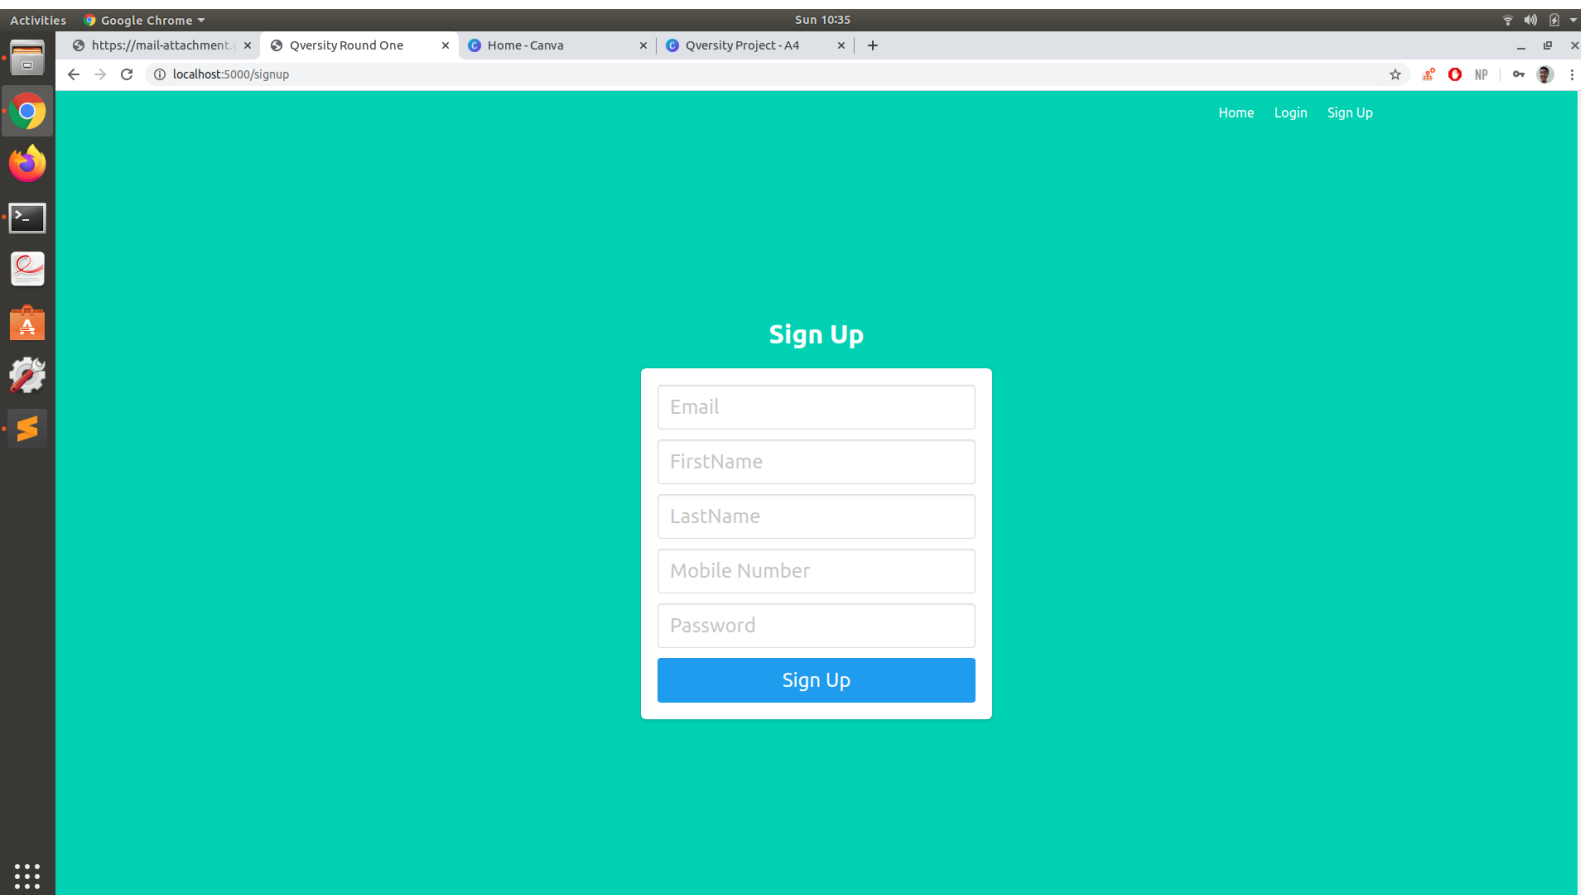 Activities Google Chrome Sun 10:35
https://mail-attachment. Qversity Round One Home - Canva Qversity Project - A4
localhost:5000/signup NP
Home Login Sign Up
Sign Up
Email
FirstName
LastName
Mobile Number
Password
Sign Up